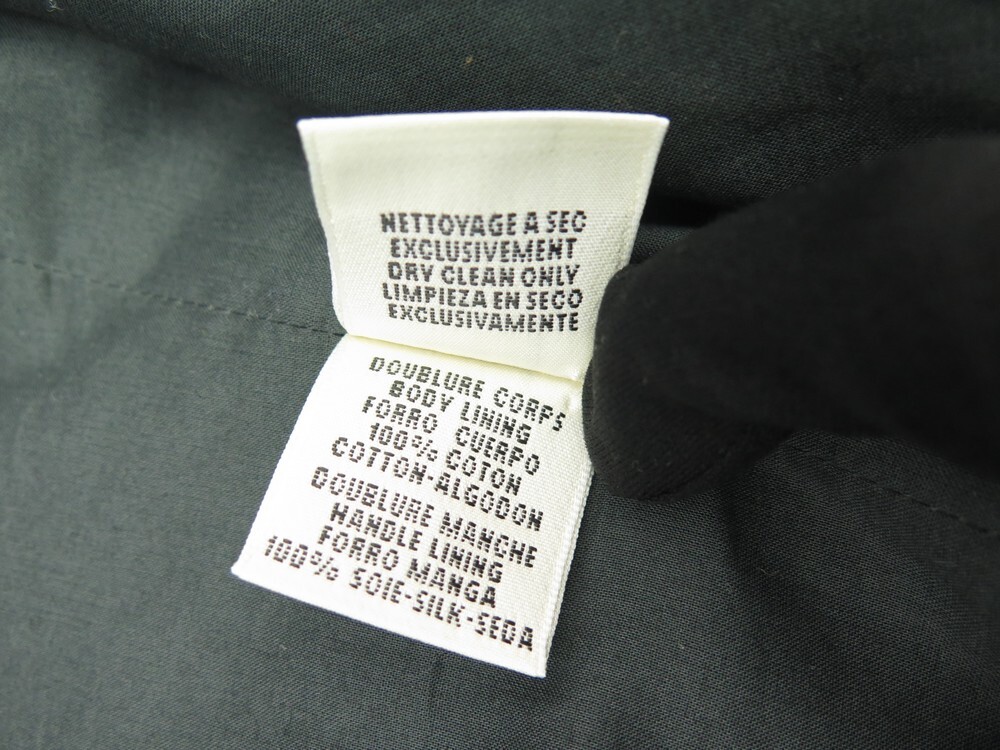 NETTOYAGE A SEC
EXCLUSIVEMENT
DRY CLEAN ONLY
LIMPIEZA EN SECO
EXCLUSIVAMENTE
DOUBLURE CORPS
BODY LINING
FORRO CUERPO
100% COTON
COTTON-ALGODON
DOUBLURE MANCHE
HANDLE LINING
FORRO MANGA
100% SOIE-SILK-SEDA